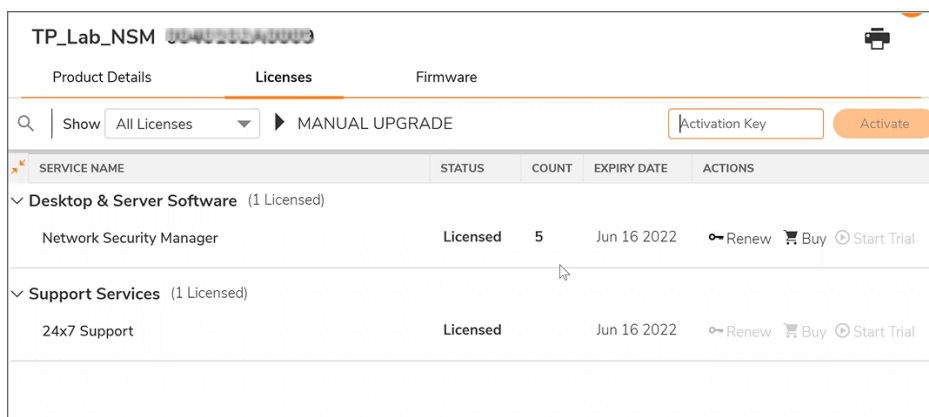 TP_Lab_NSM
Product Details Licenses Firmware
Show All Licenses MANUAL UPGRADE Activation Key Activate
SERVICE NAME STATUS COUNT EXPIRY DATE ACTIONS
Desktop & Server Software (1 Licensed)
Network Security Manager Licensed 5 Jun 16 2022 Renew Buy Start Trial
Support Services (1 Licensed)
24x7 Support Licensed Jun 16 2022 Renew Buy Start Trial